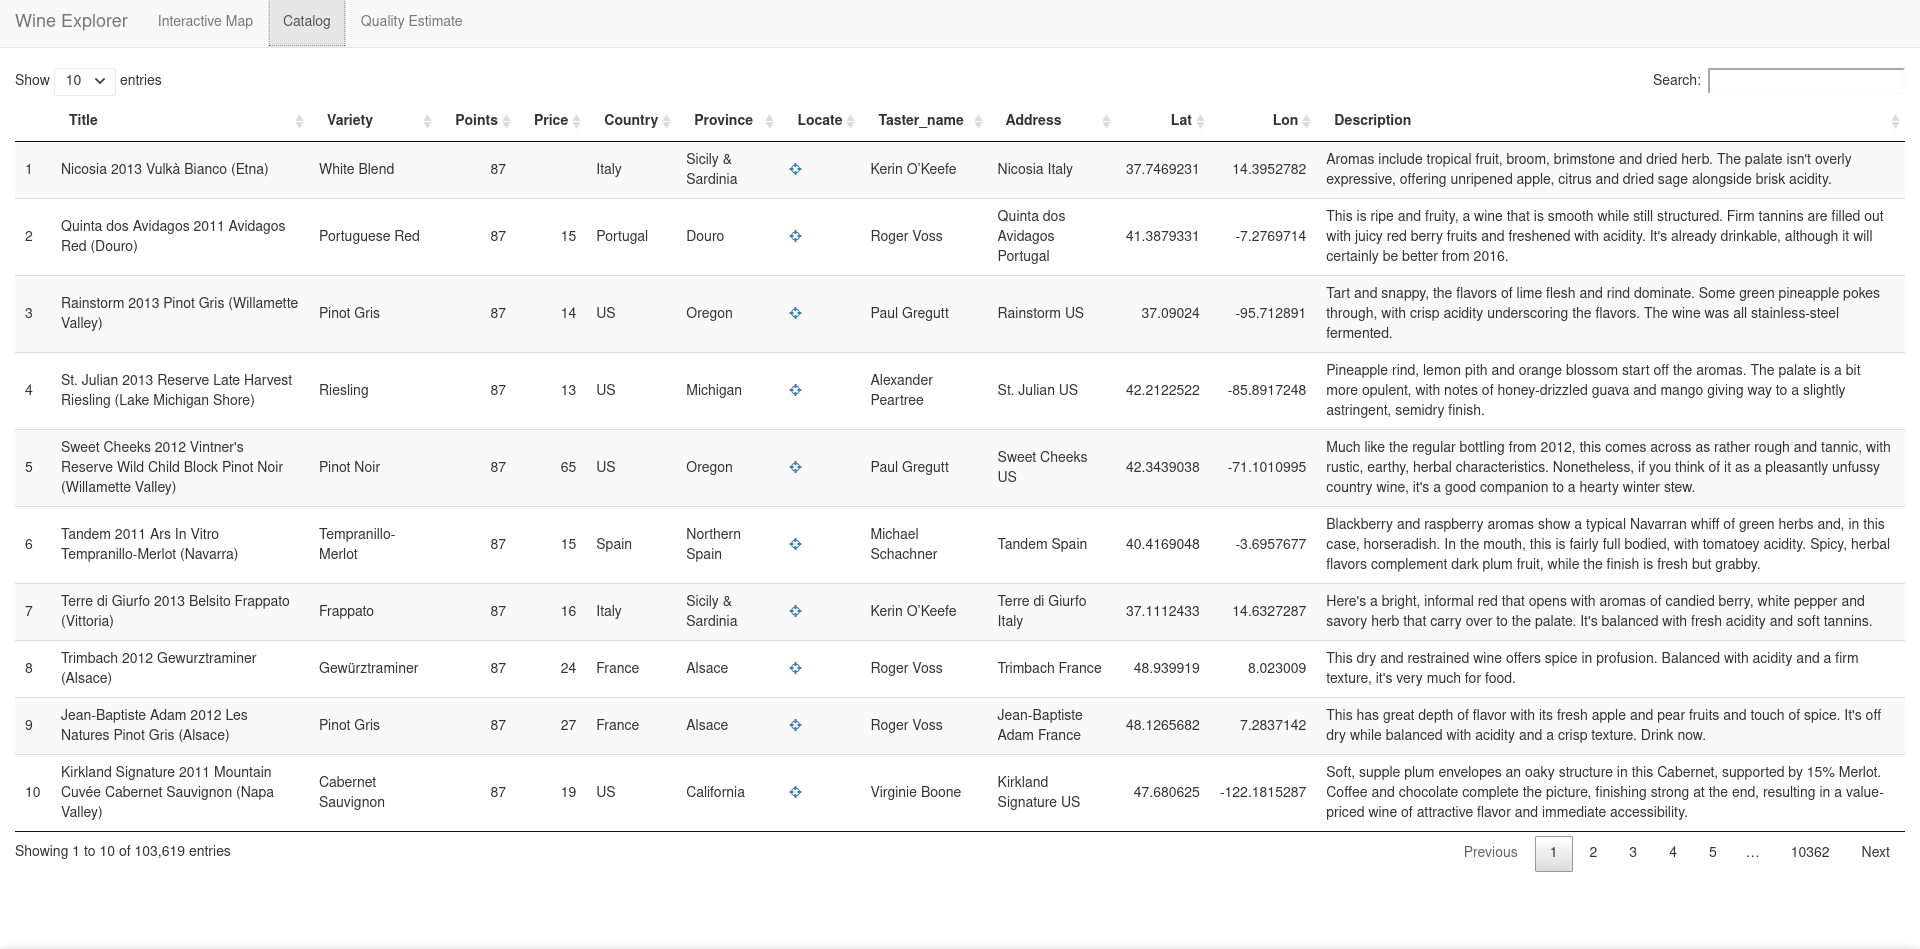 Wine Explorer Interactive Map Catalog Quality Estimate
Show 10 entries Search:
Title Variety Points Price Country Province Locate Taster_name Address Lat Lon Description
1 Nicosia 2013 Vulkà Bianco (Etna) White Blend 87 Italy Sicily & Sardinia Kerin O'Keefe Nicosia Italy 37.7469231 14.3952782 Aromas include tropical fruit, broom, brimstone and dried herb. The palate isn't overly
expressive, offering unripened apple, citrus and dried sage alongside brisk acidity.
2 Quinta dos Avidagos 2011 Avidagos
Red (Douro) Portuguese Red 87 15 Portugal Douro Roger Voss Quinta dos
Avidagos
Portugal 41.3879331 -7.2769714 This is ripe and fruity, a wine that is smooth while still structured. Firm tannins are filled out
with juicy red berry fruits and freshened with acidity. It's already drinkable, although it will
certainly be better from 2016.
3 Rainstorm 2013 Pinot Gris (Willamette
Valley) Pinot Gris 87 14 US Oregon Paul Gregutt Rainstorm US 37.09024 -95.712891 Tart and snappy, the flavors of lime flesh and rind dominate. Some green pineapple pokes
through, with crisp acidity underscoring the flavors. The wine was all stainless-steel
fermented.
4 St. Julian 2013 Reserve Late Harvest
Riesling (Lake Michigan Shore) Riesling 87 13 US Michigan Alexander
Peartree St. Julian US 42.2122522 -85.8917248 Pineapple rind, lemon pith and orange blossom start off the aromas. The palate is a bit
more opulent, with notes of honey-drizzled guava and mango giving way to a slightly
astringent, semidry finish.
5 Sweet Cheeks 2012 Vintner's
Reserve Wild Child Block Pinot Noir
(Willamette Valley) Pinot Noir 87 65 US Oregon Paul Gregutt Sweet Cheeks
US 42.3439038 -71.1010995 Much like the regular bottling from 2012, this comes across as rather rough and tannic, with
rustic, earthy, herbal characteristics. Nonetheless, if you think of it as a pleasantly unfussy
country wine, it's a good companion to a hearty winter stew.
6 Tandem 2011 Ars In Vitro
Tempranillo-Merlot (Navarra) Tempranillo-
Merlot 87 15 Spain Northern
Spain Michael
Schachner Tandem Spain 40.4169048 -3.6957677 Blackberry and raspberry aromas show a typical Navarran whiff of green herbs and, in this
case, horseradish. In the mouth, this is fairly full bodied, with tomatoey acidity. Spicy, herbal
flavors complement dark plum fruit, while the finish is fresh but grabby.
7 Terre di Giurfo 2013 Belsito Frappato
(Vittoria) Frappato 87 16 Italy Sicily &
Sardinia Kerin O'Keefe Terre di Giurfo
Italy 37.1112433 14.6327287 Here's a bright, informal red that opens with aromas of candied berry, white pepper and
savory herb that carry over to the palate. It's balanced with fresh acidity and soft tannins.
8 Trimbach 2012 Gewurztraminer
(Alsace) Gewürztraminer 87 24 France Alsace Roger Voss Trimbach France 48.939919 8.023009 This dry and restrained wine offers spice in profusion. Balanced with acidity and a firm
texture, it's very much for food.
9 Jean-Baptiste Adam 2012 Les
Natures Pinot Gris (Alsace) Pinot Gris 87 27 France Alsace Roger Voss Jean-Baptiste
Adam France 48.1265682 7.2837142 This has great depth of flavor with its fresh apple and pear fruits and touch of spice. It's off
dry while balanced with acidity and a crisp texture. Drink now.
10 Kirkland Signature 2011 Mountain
Cuvée Cabernet Sauvignon (Napa
Valley) Cabernet
Sauvignon 87 19 US California Virginie Boone Kirkland
Signature US 47.680625 -122.1815287 Soft, supple plum envelopes an oaky structure in this Cabernet, supported by 15% Merlot.
Coffee and chocolate complete the picture, finishing strong at the end, resulting in a value-
priced wine of attractive flavor and immediate accessibility.
Showing 1 to 10 of 103,619 entries Previous 1 2 3 4 5 … 10362 Next